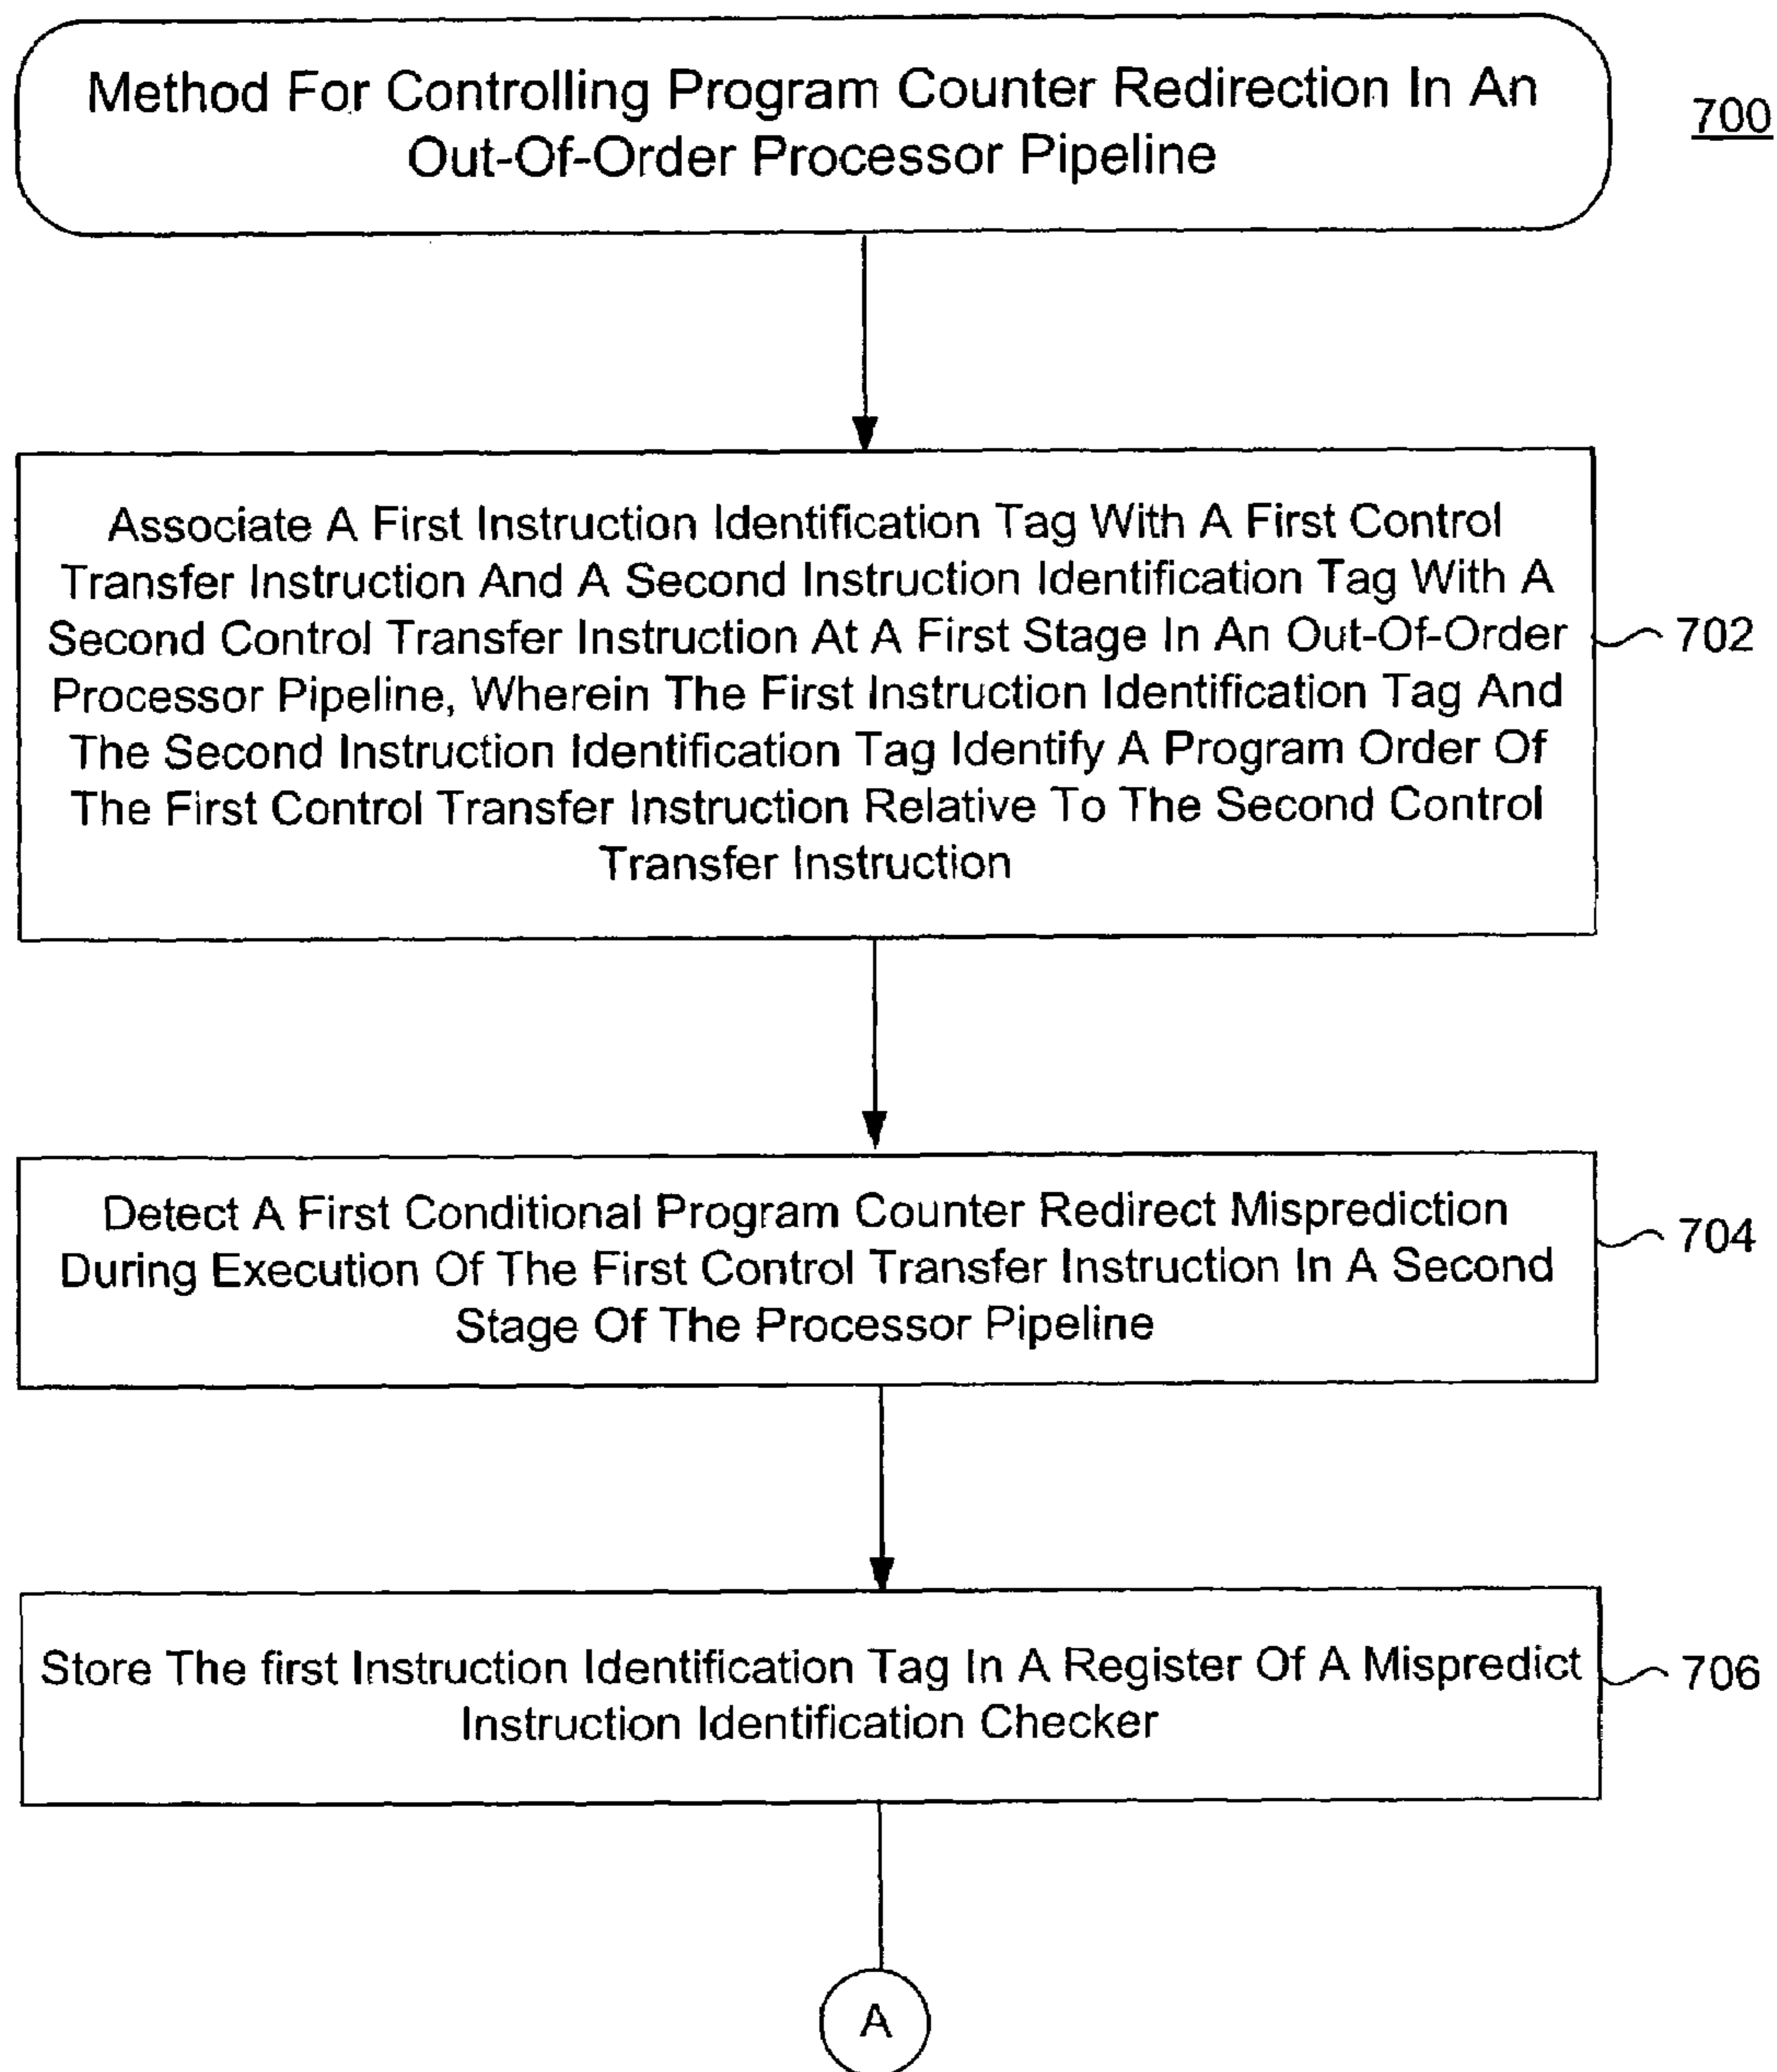 Method For Controlling Program Counter Redirection In An
Out-Of-Order Processor Pipeline
700
Associate A First Instruction Identification Tag With A First Control
Transfer Instruction And A Second Instruction Identification Tag With A
Second Control Transfer Instruction At A First Stage In An Out-Of-Order
Processor Pipeline, Wherein The First Instruction Identification Tag And
The Second Instruction Identification Tag Identify A Program Order Of
The First Control Transfer Instruction Relative To The Second Control
Transfer Instruction
702
Detect A First Conditional Program Counter Redirect Misprediction
During Execution Of The First Control Transfer Instruction In A Second
Stage Of The Processor Pipeline
704
Store The first Instruction Identification Tag In A Register Of A Mispredict
Instruction Identification Checker
706
A